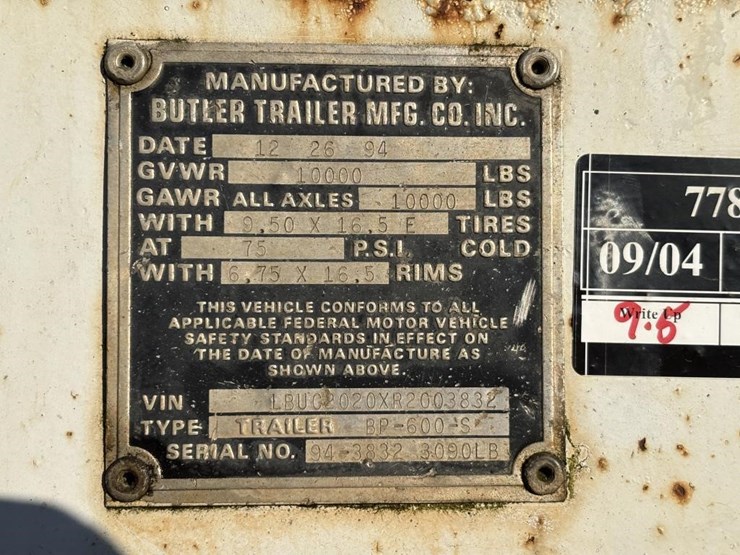 MANUFACTURED BY:
BUTLER TRAILER MFG. CO. INC.
DATE 12 26 94
GVWR 10000 LBS
GAWR ALL AXLES 10000 LBS
WITH 9.50 X 16.5 E TIRES
AT 75 P.S.I. COLD
WITH 6.75 X 16.5 RIMS
THIS VEHICLE CONFORMS TO ALL
APPLICABLE FEDERAL MOTOR VEHICLE
SAFETY STANDARDS IN EFFECT ON
THE DATE OF MANUFACTURE AS
SHOWN ABOVE.
VIN
TYPE TRAILER BP-600-S
SERIAL NO. 94-3832 3090LB
778
09/04
Write Up
9.5